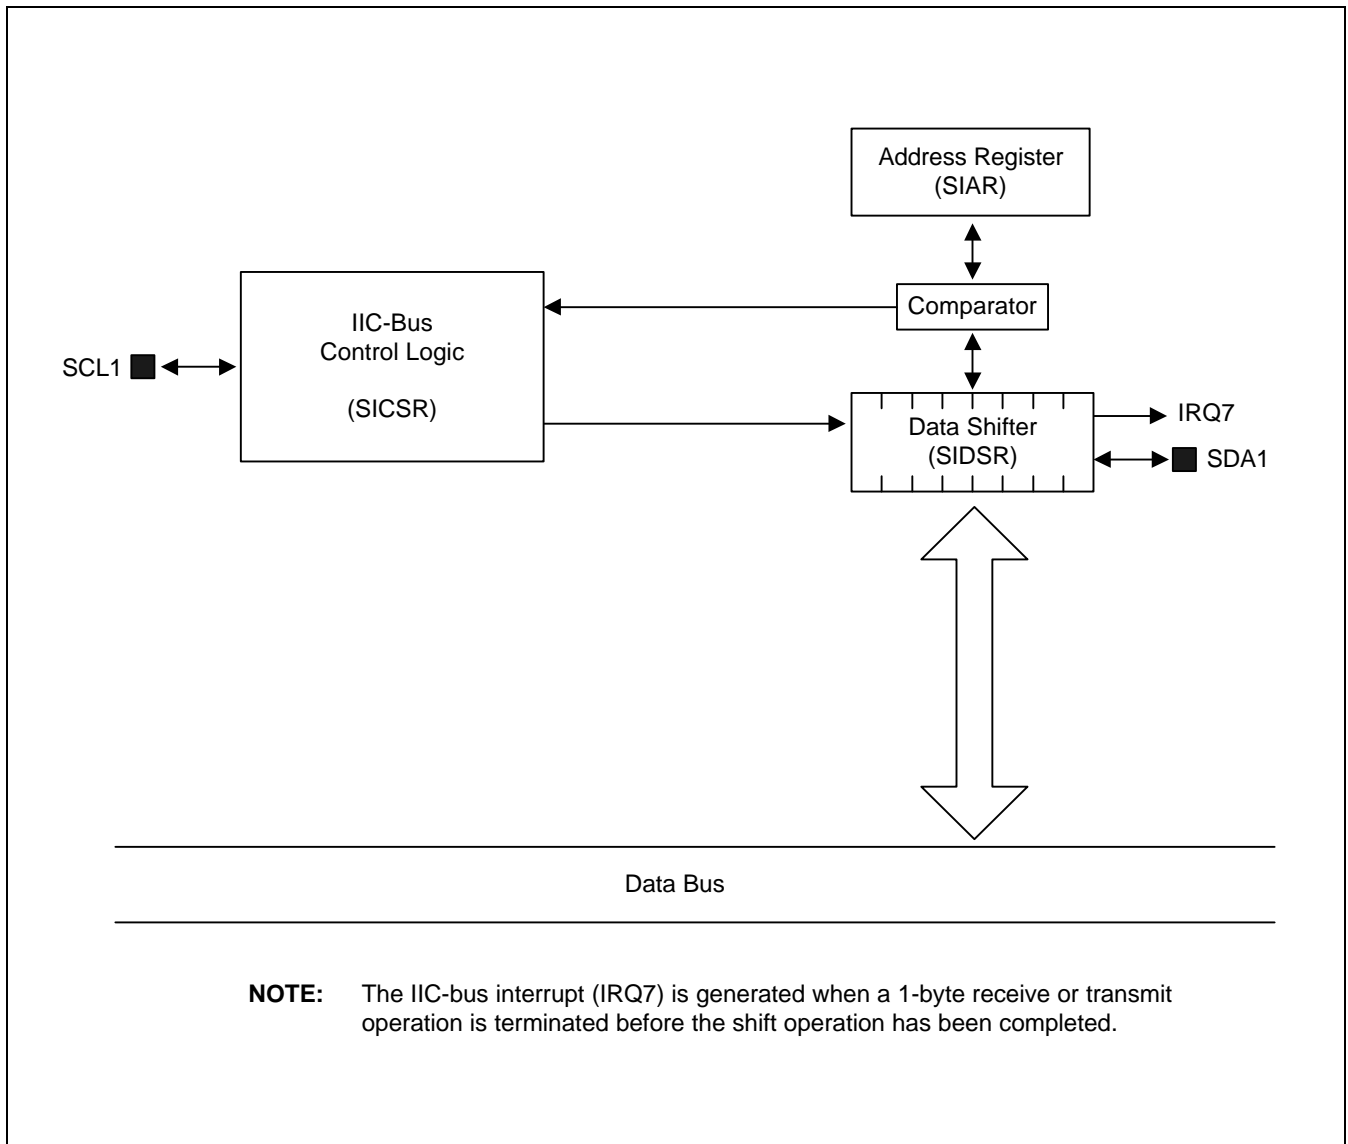 Address Register
(SIAR)
Comparator
IIC-Bus
Control Logic
(SICSR)
SCL1
Data Shifter
(SIDSR)
IRQ7
SDA1
Data Bus
NOTE: The IIC-bus interrupt (IRQ7) is generated when a 1-byte receive or transmit
operation is terminated before the shift operation has been completed.